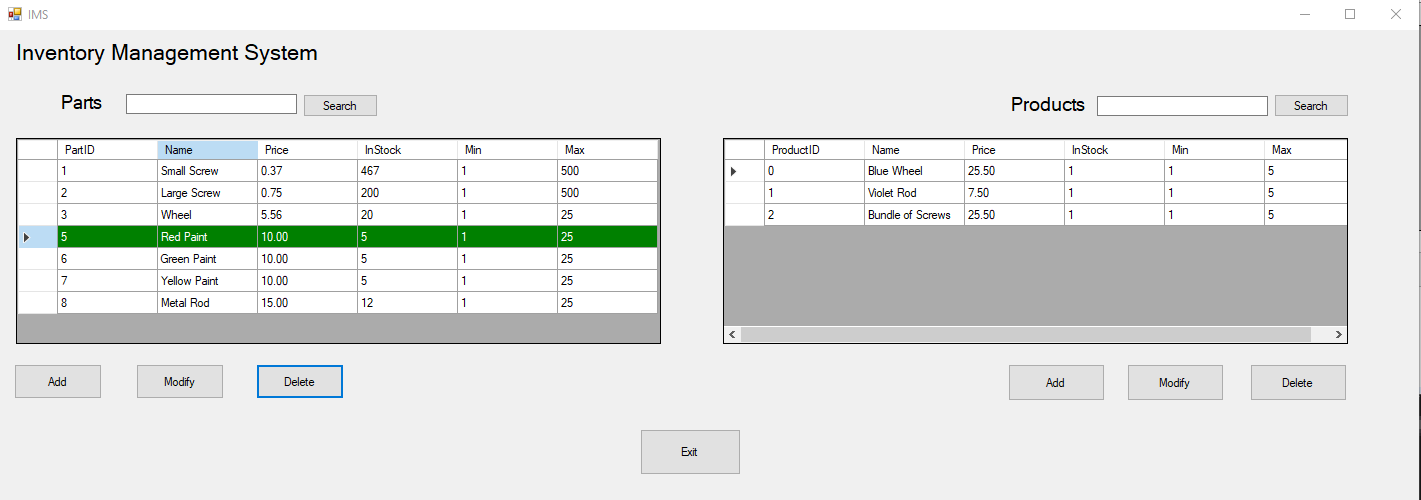 IMS
Inventory Management System
Parts Search
Products Search
PartID Name Price InStock Min Max
1 Small Screw 0.37 467 1 500
2 Large Screw 0.75 200 1 500
3 Wheel 5.56 20 1 25
5 Red Paint 10.00 5 1 25
6 Green Paint 10.00 5 1 25
7 Yellow Paint 10.00 5 1 25
8 Metal Rod 15.00 12 1 25
ProductID Name Price InStock Min Max
0 Blue Wheel 25.50 1 1 5
1 Violet Rod 7.50 1 1 5
2 Bundle of Screws 25.50 1 1 5
Add Modify Delete
Add Modify Delete
Exit